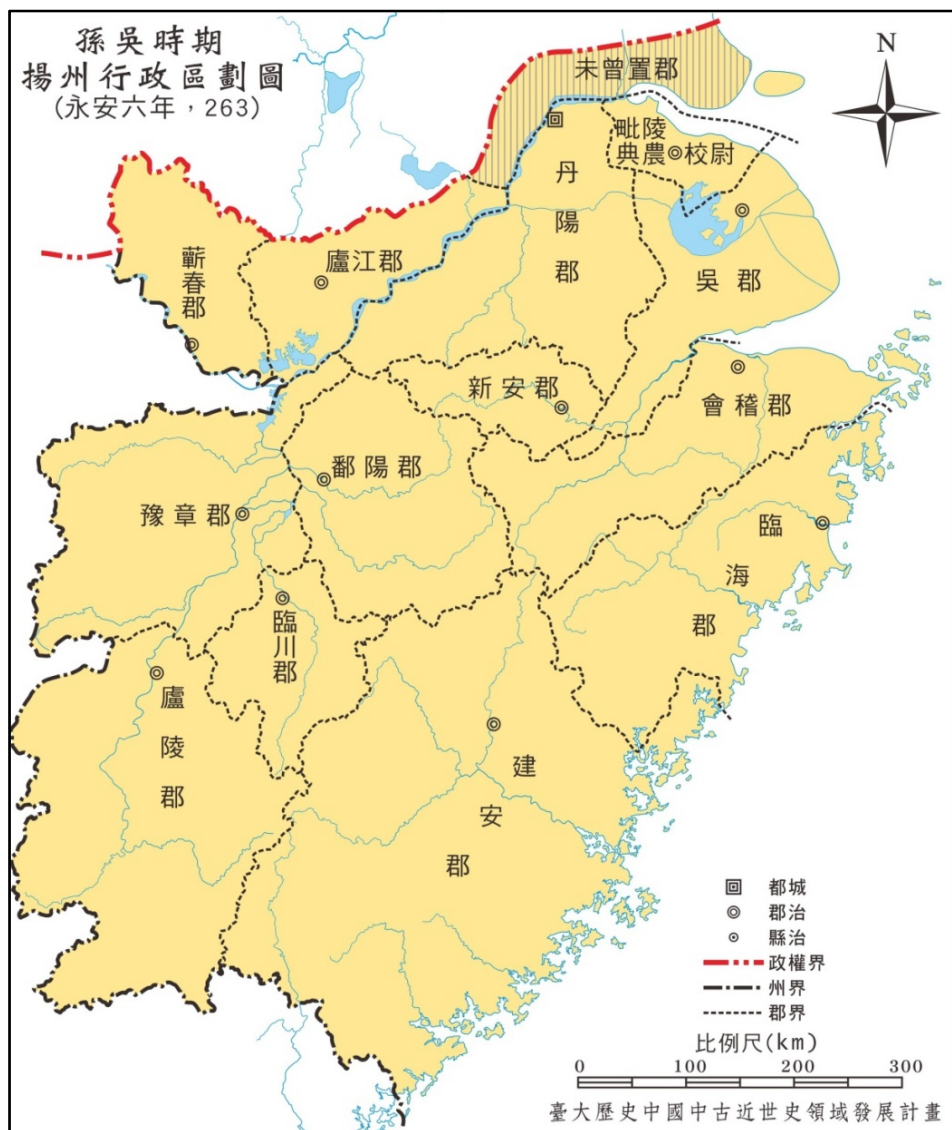 孫吳時期
揚州行政區劃圖
(永安六年，263)
N
未曾置郡
毗陵
典農校尉
丹陽郡
吳郡
蘄春郡
廬江郡
新安郡
會稽郡
鄱陽郡
豫章郡
臨海郡
臨川郡
廬陵郡
建安郡
都城
郡治
縣治
政權界
州界
郡界
比例尺(km)
0 100 200 300
臺大歷史中國中古近世史領域發展計畫